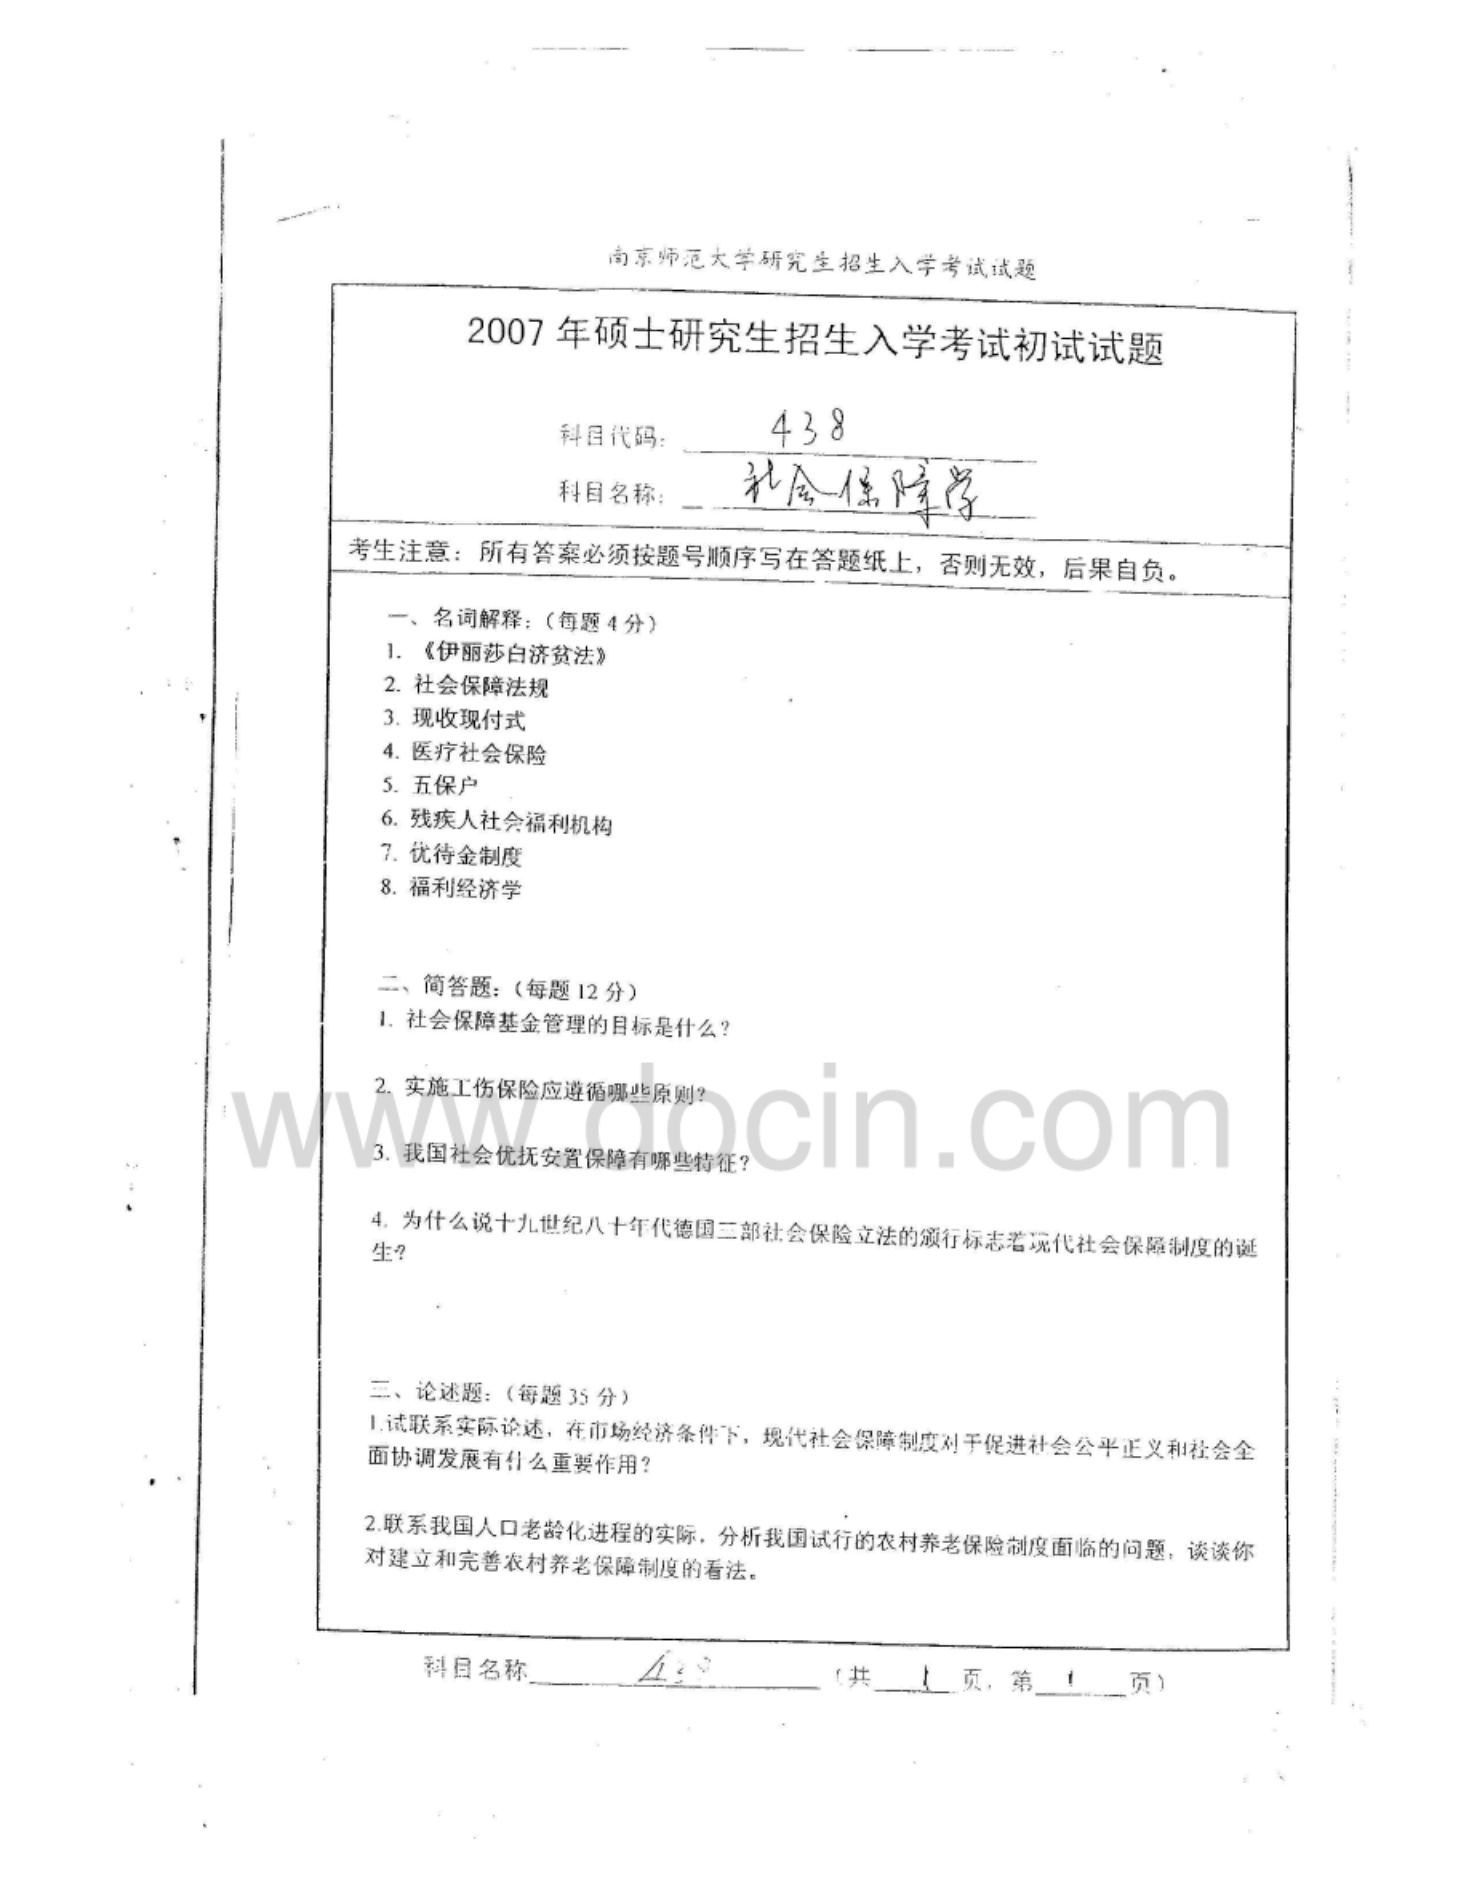 南京师范大学研究生招生入学考试试题
2007 年硕士研究生招生入学考试初试试题
科目代码： 438
科目名称： 社会保障学
考生注意：所有答案必须按题号顺序写在答题纸上，否则无效，后果自负。
一、名词解释：（每题 4 分）
1. 《伊丽莎白济贫法》
2. 社会保障法规
3. 现收现付式
4. 医疗社会保险
5. 五保户
6. 残疾人社会福利机构
7. 优待金制度
8. 福利经济学
二、简答题：（每题 12 分）
1. 社会保障基金管理的目标是什么？
2. 实施工伤保险应遵循哪些原则？
www.docin.com
3. 我国社会优抚安置保障有哪些特征？
4. 为什么说十九世纪八十年代德国三部社会保险立法的颁行标志着现代社会保障制度的诞
生？
三、论述题：（每题 35 分）
1.试联系实际论述，在市场经济条件下，现代社会保障制度对于促进社会公平正义和社会全
面协调发展有什么重要作用？
2.联系我国人口老龄化进程的实际，分析我国试行的农村养老保险制度面临的问题，谈谈你
对建立和完善农村养老保障制度的看法。
科目名称 438 （共 1 页，第 1 页）